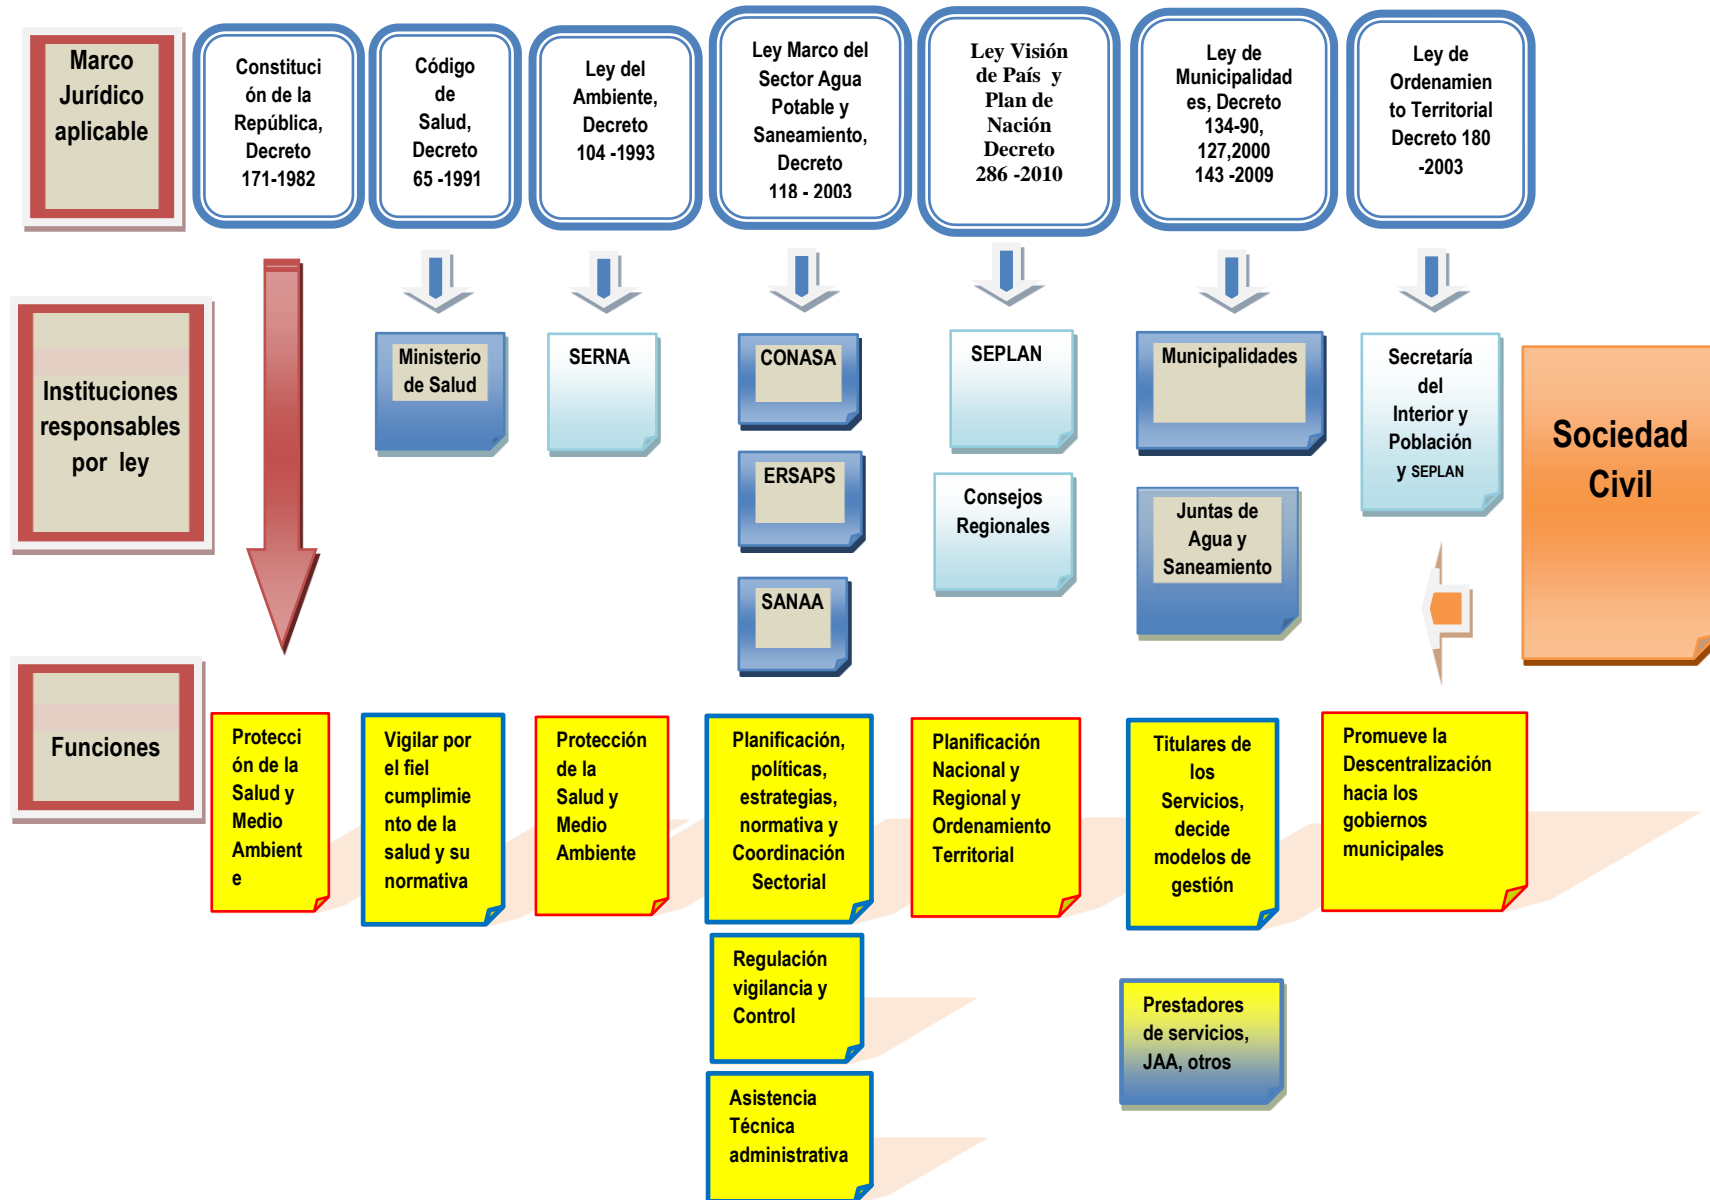 Marco
Jurídico
aplicable
Constituci
ón de la
República,
Decreto
171-1982
Código
de
Salud,
Decreto
65 -1991
Ley del
Ambiente,
Decreto
104 -1993
Ley Marco del
Sector Agua
Potable y
Saneamiento,
Decreto
118 - 2003
Ley Visión
de País y
Plan de
Nación
Decreto
286 -2010
Ley de
Municipalidad
es, Decreto
134-90,
127,2000
143 -2009
Ley de
Ordenamien
to Territorial
Decreto 180
-2003
Instituciones
responsables
por ley
Ministerio
de Salud
SERNA
CONASA
ERSAPS
SANAA
SEPLAN
Consejos
Regionales
Municipalidades
Juntas de
Agua y
Saneamiento
Secretaría
del
Interior y
Población
y SEPLAN
Sociedad
Civil
Funciones
Protecci
ón de la
Salud y
Medio
Ambient
e
Vigilar por
el fiel
cumplimie
nto de la
salud y su
normativa
Protección
de la
Salud y
Medio
Ambiente
Planificación,
políticas,
estrategias,
normativa y
Coordinación
Sectorial
Regulación
vigilancia y
Control
Asistencia
Técnica
administrativa
Planificación
Nacional y
Regional y
Ordenamiento
Territorial
Titulares de
los
Servicios,
decide
modelos de
gestión
Prestadores
de servicios,
JAA, otros
Promueve la
Descentralización
hacia los
gobiernos
municipales